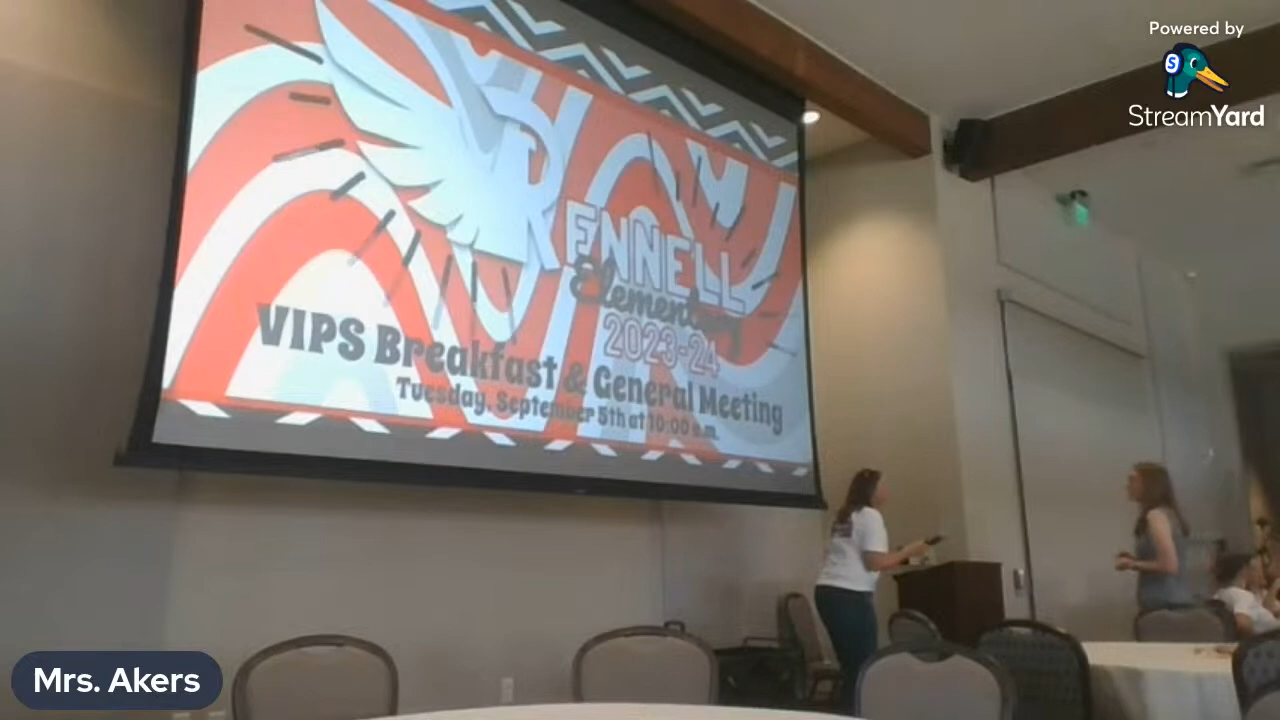 Powered by
S
StreamYard
RENNELL
Elementary
2023-24
VIPS Breakfast & General Meeting
Tuesday, September 5th at 10:00 a.m.
Mrs. Akers